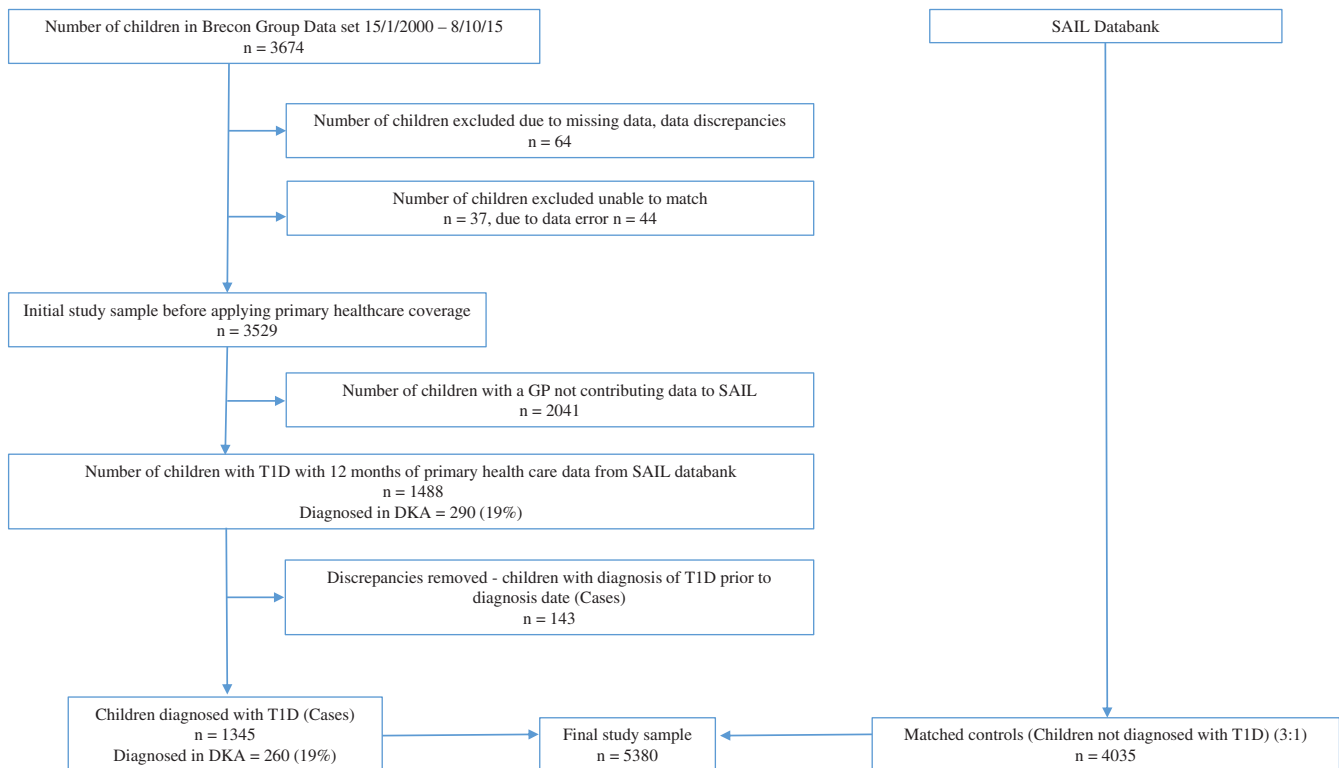 Number of children in Brecon Group Data set 15/1/2000 – 8/10/15
n = 3674
SAIL Databank
Number of children excluded due to missing data, data discrepancies
n = 64
Number of children excluded unable to match
n = 37, due to data error n = 44
Initial study sample before applying primary healthcare coverage
n = 3529
Number of children with a GP not contributing data to SAIL
n = 2041
Number of children with T1D with 12 months of primary health care data from SAIL databank
n = 1488
Diagnosed in DKA = 290 (19%)
Discrepancies removed - children with diagnosis of T1D prior to
diagnosis date (Cases)
n = 143
Children diagnosed with T1D (Cases)
n = 1345
Diagnosed in DKA = 260 (19%)
Final study sample
n = 5380
Matched controls (Children not diagnosed with T1D) (3:1)
n = 4035